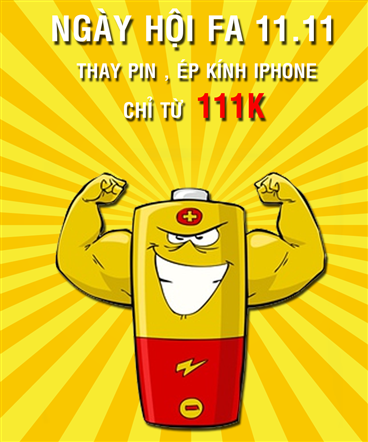 NGÀY HỘI FA 11.11
THAY PIN , ÉP KÍNH IPHONE
CHỈ TỪ 111K